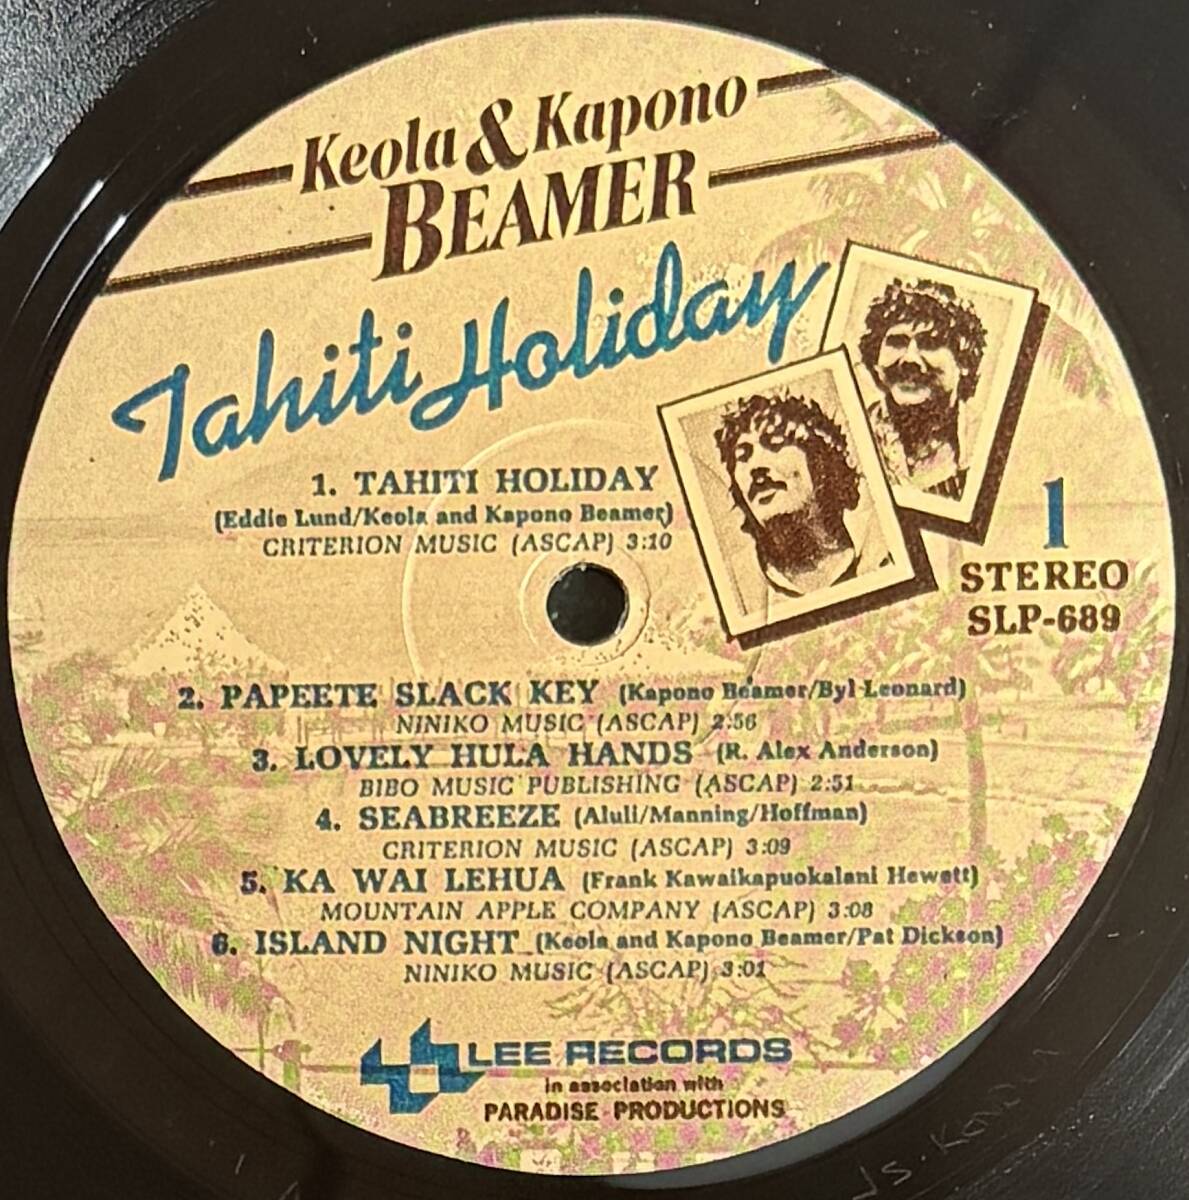 Keola & Kapono
BEAMER
Tahiti Holiday
1. TAHITI HOLIDAY
(Eddie Lund/Keola and Kapono Beamer)
CRITERION MUSIC (ASCAP) 3:10
1
STEREO
SLP-689
2. PAPEETE SLACK KEY (Kapono Beamer/Byl Leonard)
NINIKO MUSIC (ASCAP) 2:56
3. LOVELY HULA HANDS (R. Alex Anderson)
BIBO MUSIC PUBLISHING (ASCAP) 2:51
4. SEABREEZE (Aluli/Manning/Hoffman)
CRITERION MUSIC (ASCAP) 3:09
5. KA WAI LEHUA (Frank Kawaikapuokalani Hewett)
MOUNTAIN APPLE COMPANY (ASCAP) 3:08
6. ISLAND NIGHT (Keola and Kapono Beamer/Pat Dickson)
NINIKO MUSIC (ASCAP) 3:01
LEE RECORDS
in association with
PARADISE PRODUCTIONS